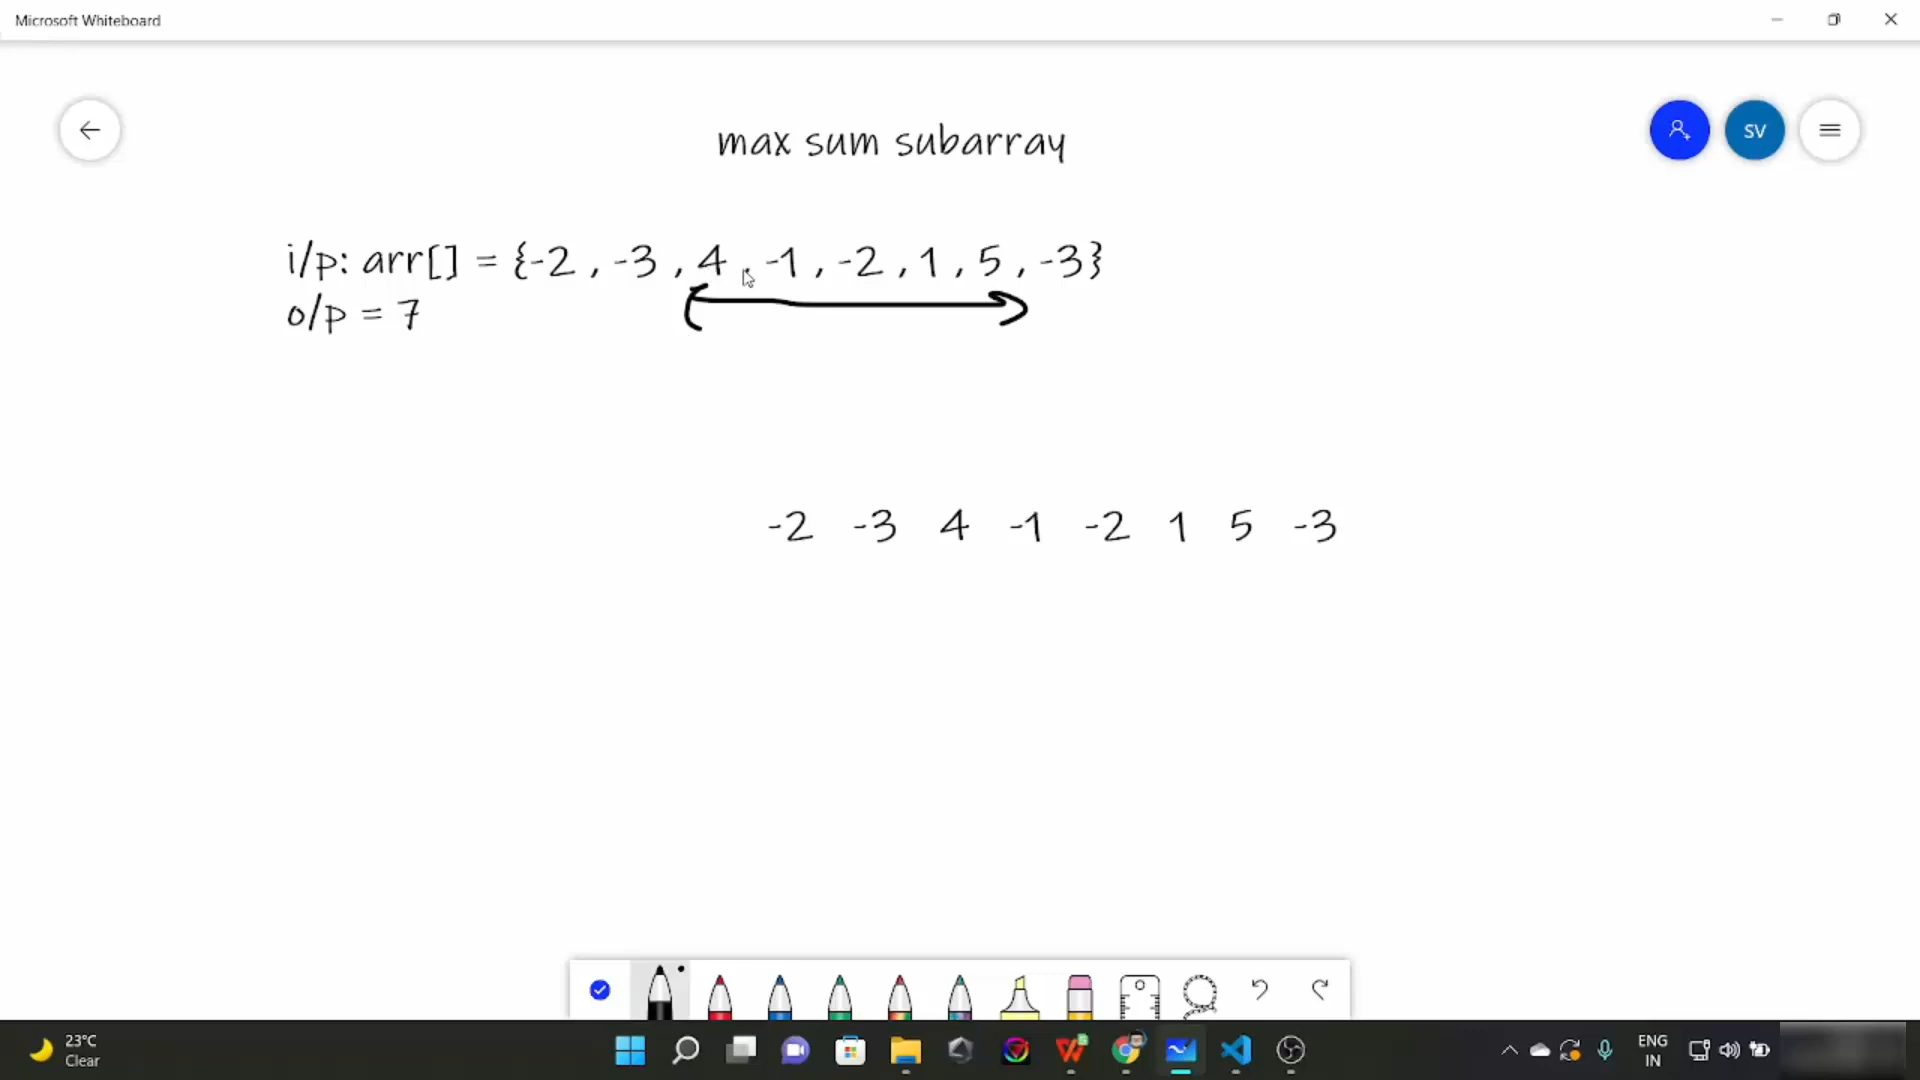 Microsoft Whiteboard
SV
max sum subarray
i/p: arr[] = {-2 , -3 , 4 , -1 , -2 , 1 , 5 , -3}
o/p = 7
-2 -3 4 -1 -2 1 5 -3
23°C
Clear
ENG
IN